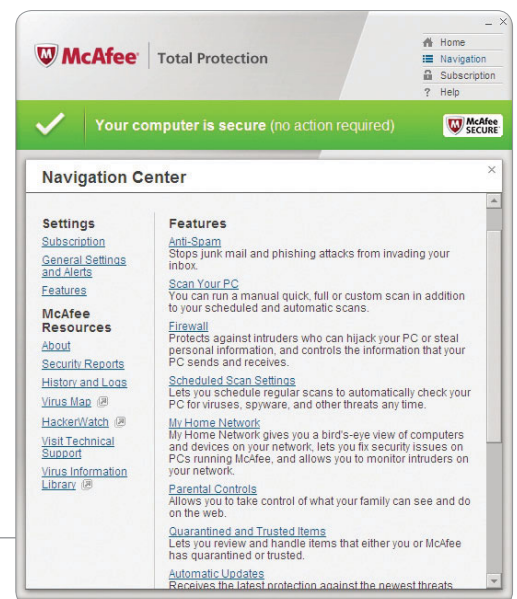 McAfee Total Protection
Home
Navigation
Subscription
? Help
Your computer is secure (no action required)
McAfee
SECURE
Navigation Center
Settings
Subscription
General Settings
and Alerts
Features
McAfee
Resources
About
Security Reports
History and Logs
Virus Map
HackerWatch
Visit Technical
Support
Virus Information
Library
Features
Anti-Spam
Stops junk mail and phishing attacks from invading your
inbox.
Scan Your PC
You can run a manual quick, full or custom scan in addition
to your scheduled and automatic scans.
Firewall
Protects against intruders who can hijack your PC or steal
personal information, and controls the information that your
PC sends and receives.
Scheduled Scan Settings
Lets you schedule regular scans to automatically check your
PC for viruses, spyware, and other threats any time.
My Home Network
My Home Network gives you a bird's-eye view of computers
and devices on your network, lets you fix security issues on
PCs running McAfee, and allows you to monitor intruders on
your network.
Parental Controls
Allows you to take control of what your family can see and do
on the web.
Quarantined and Trusted Items
Lets you review and handle items that either you or McAfee
has quarantined or trusted.
Automatic Updates
Receives the latest protection against the newest threats